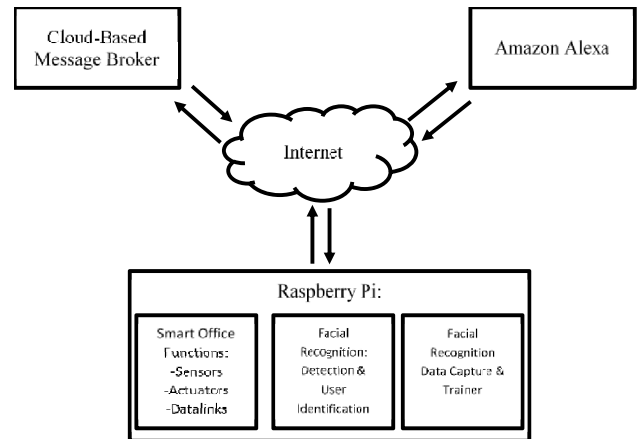 Cloud-Based
Message Broker
Amazon Alexa
Internet
Raspberry Pi:
Smart Office
Functions:
-Sensors
-Actuators
-Datalinks
Facial
Recognition:
Detection &
User
Identification
Facial
Recognition
Data Capture &
Trainer